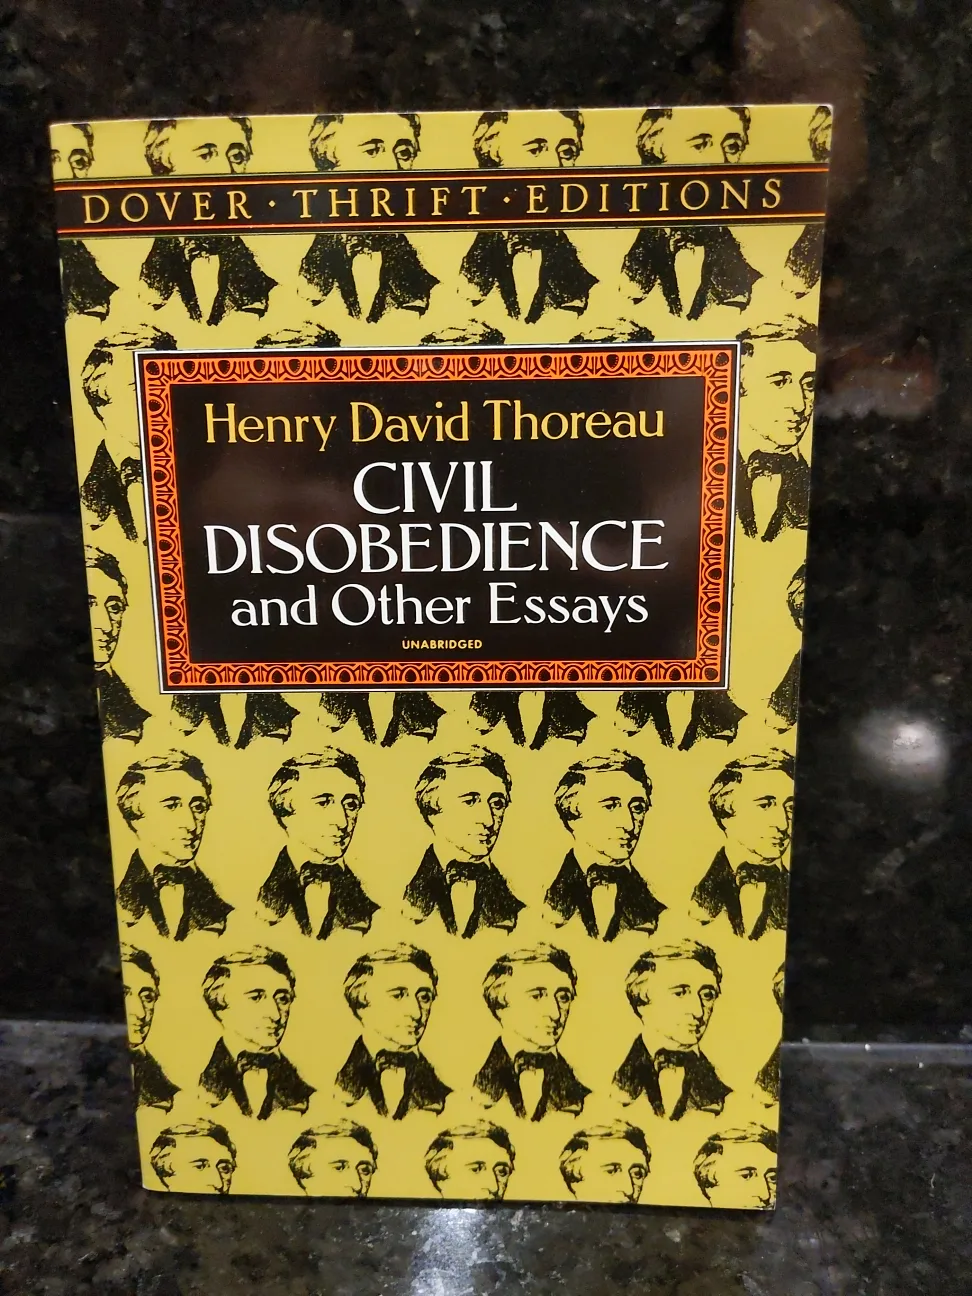 DOVER · THRIFT · EDITIONS
Henry David Thoreau
CIVIL
DISOBEDIENCE
and Other Essays
UNABRIDGED